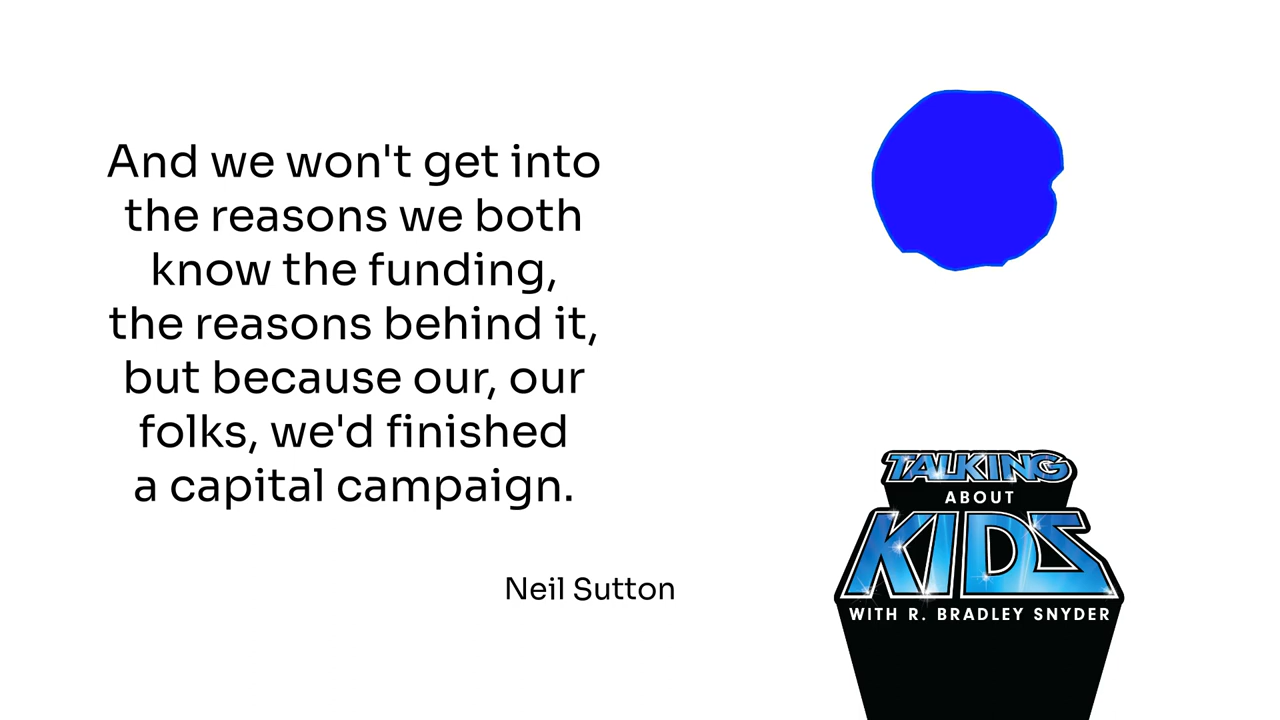 And we won't get into
the reasons we both
know the funding,
the reasons behind it,
but because our, our
folks, we'd finished
a capital campaign.
Neil Sutton
TALKING
ABOUT
KIDS
WITH R. BRADLEY SNYDER